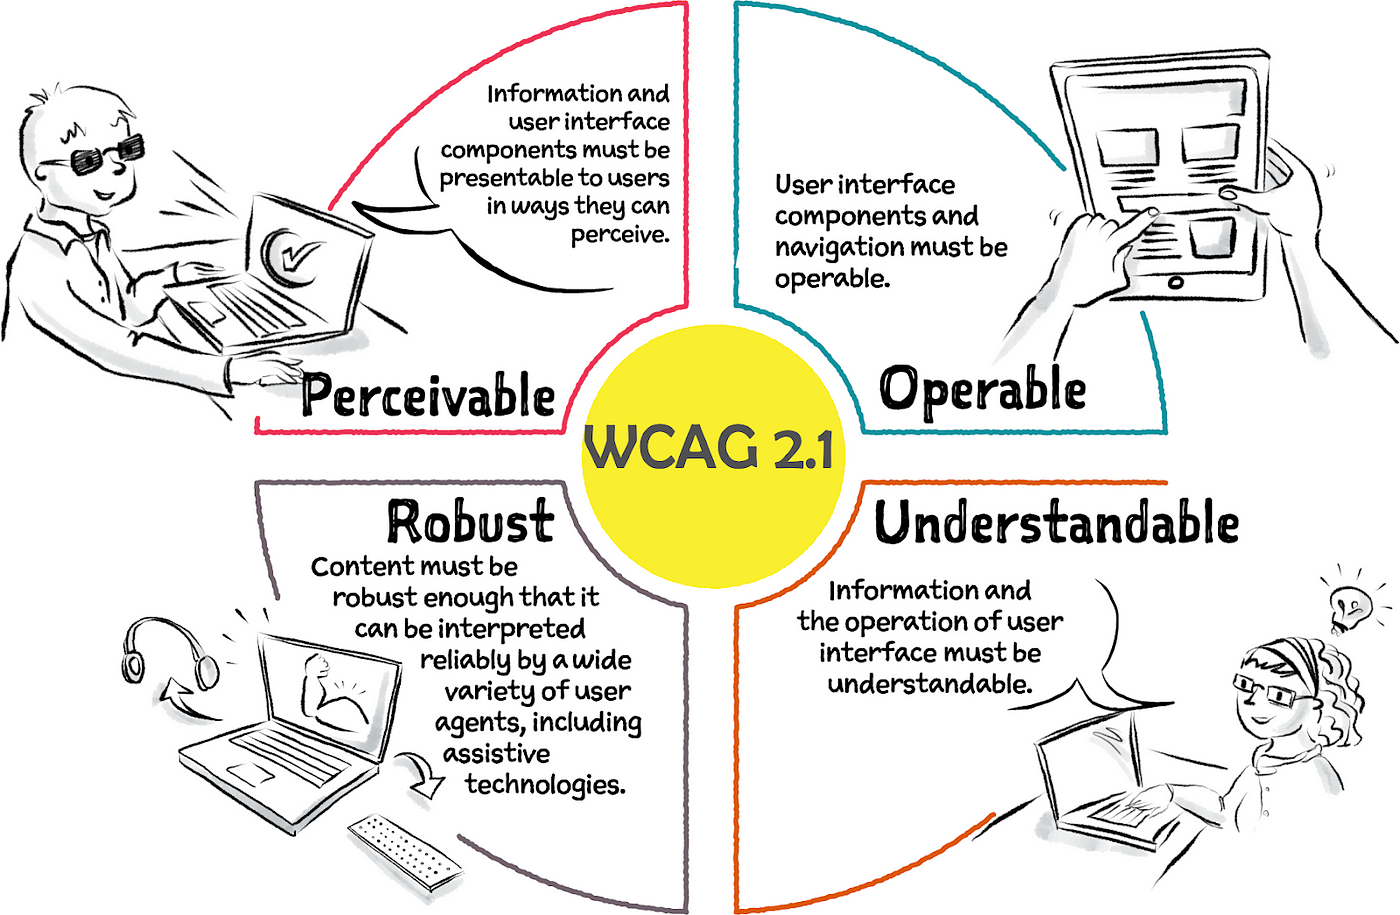 Information and
user interface
components must be
presentable to users
in ways they can
perceive.
Perceivable
User interface
components and
navigation must be
operable.
Operable
WCAG 2.1
Robust
Content must be
robust enough that it
can be interpreted
reliably by a wide
variety of user
agents, including
assistive
technologies.
Understandable
Information and
the operation of user
interface must be
understandable.